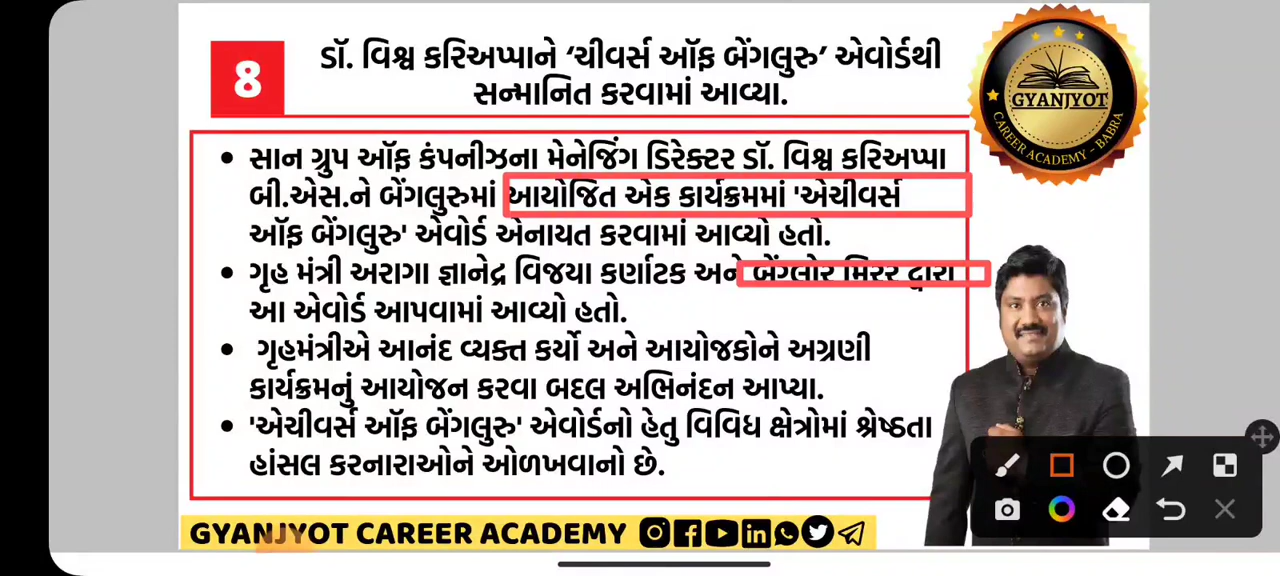 8
ડૉ. વિશ્વ કરિઅપ્પાને ‘ચીવર્સ ઑફ બેંગલુરુ’ એવોર્ડથી
સન્માનિત કરવામાં આવ્યા.
સાન ગ્રુપ ઑફ કંપનીઝના મેનેજિંગ ડિરેક્ટર ડૉ. વિશ્વ કરિઅપ્પા
બી.એસ.ને બેંગલુરુમાં આયોજિત એક કાર્યક્રમમાં 'એચીવર્સ
ઑફ બેંગલુરુ' એવોર્ડ એનાયત કરવામાં આવ્યો હતો.
ગૃહ મંત્રી અરાગા જ્ઞાનેદ્ર વિજયા કર્ણાટક અને બેંગ્લોર મિરર દ્વારા
આ એવોર્ડ આપવામાં આવ્યો હતો.
ગૃહમંત્રીએ આનંદ વ્યક્ત કર્યો અને આયોજકોને અગ્રણી
કાર્યક્રમનું આયોજન કરવા બદલ અભિનંદન આપ્યા.
'એચીવર્સ ઑફ બેંગલુરુ' એવોર્ડનો હેતુ વિવિધ ક્ષેત્રોમાં શ્રેષ્ઠતા
હાંસલ કરનારાઓને ઓળખવાનો છે.
GYANJYOT
CAREER ACADEMY - BABRA
GYANJYOT CAREER ACADEMY